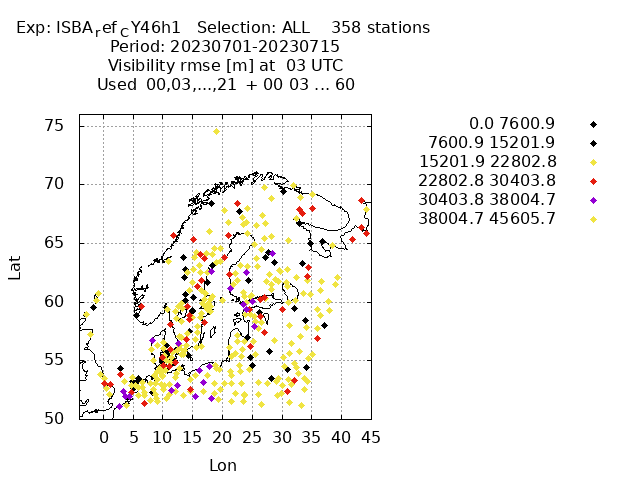 Exp: ISBA_ref_CY46h1 Selection: ALL 358 stations
Period: 20230701-20230715
Visibility rmse [m] at 03 UTC
Used 00,03,...,21 + 00 03 ... 60
0.0 7600.9
7600.9 15201.9
15201.9 22802.8
22802.8 30403.8
30403.8 38004.7
38004.7 45605.7
75
70
65
60
55
50
Lat
0 5 10 15 20 25 30 35 40 45
Lon